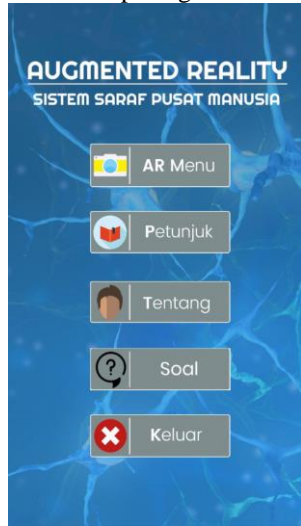 AUGMENTED REALITY
SISTEM SARAF PUSAT MANUSIA
AR Menu
Petunjuk
Tentang
?
Soal
Keluar